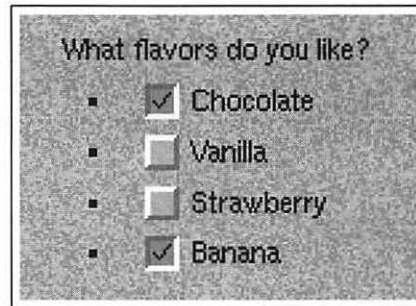 What flavors do you like?
Chocolate
Vanilla
Strawberry
Banana